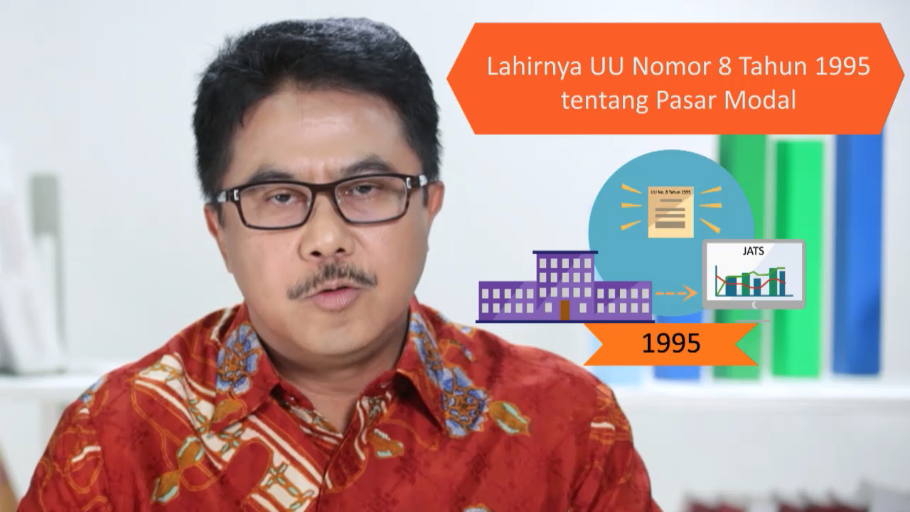 Lahirnya UU Nomor 8 Tahun 1995
tentang Pasar Modal
UU No. 8 Tahun 1995
JATS
1995